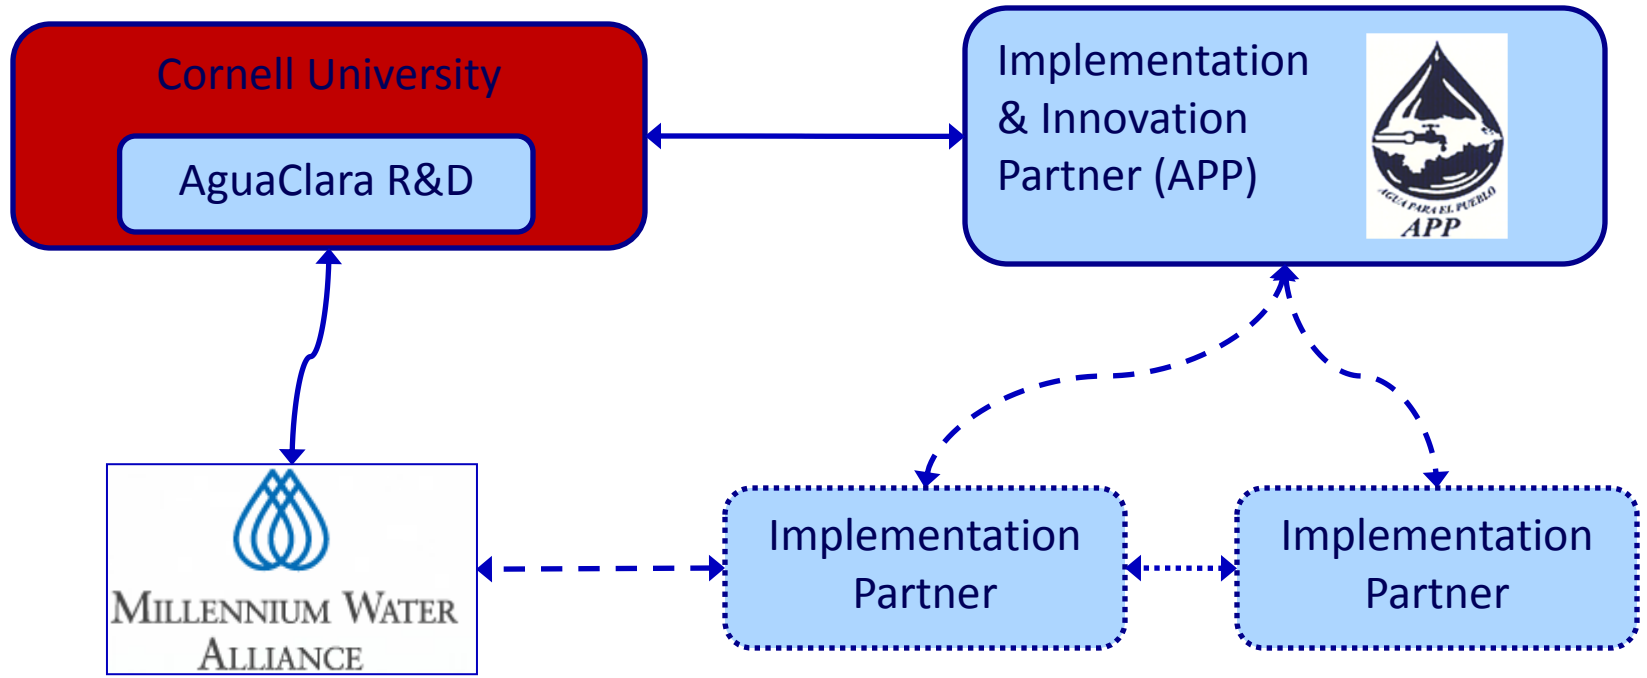 Cornell University
AguaClara R&D
Implementation
& Innovation
Partner (APP)
AGUA PARA EL PUEBLO
APP
MILLENNIUM WATER
ALLIANCE
Implementation
Partner
Implementation
Partner